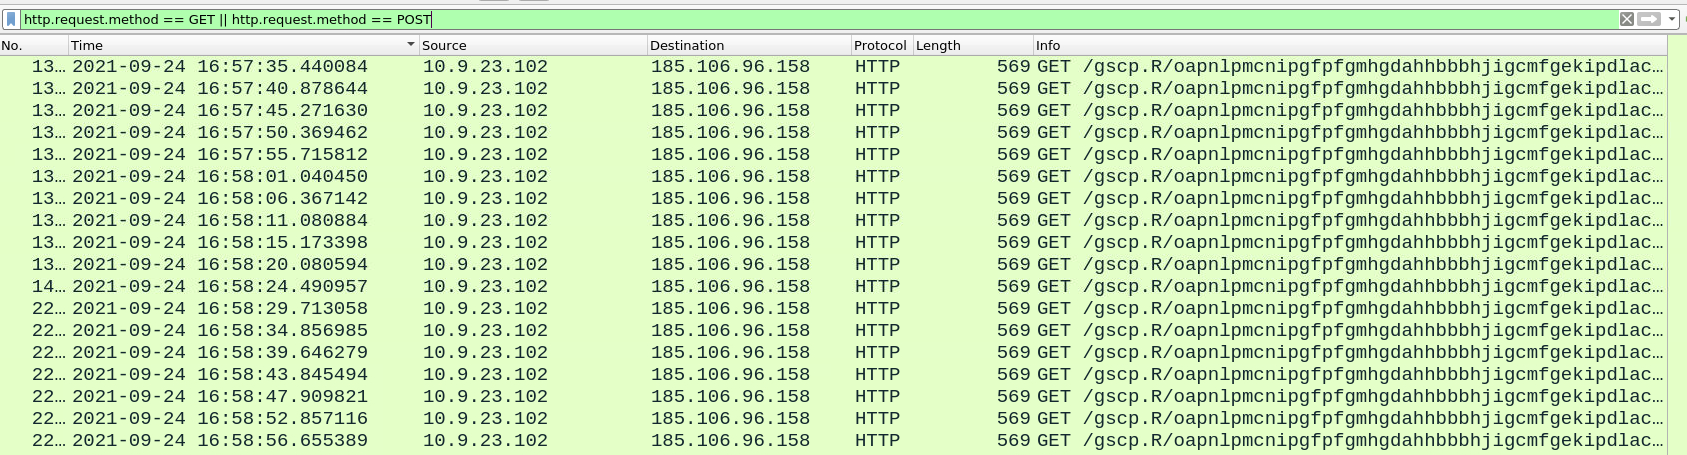 http.request.method == GET || http.request.method == POST
No. Time Source Destination Protocol Length Info
13… 2021-09-24 16:57:35.440084 10.9.23.102 185.106.96.158 HTTP 569 GET /gscp.R/oapnlpmcnipgfpfgmhgdahhbbbhjigcmfgekipdlac…
13… 2021-09-24 16:57:40.878644 10.9.23.102 185.106.96.158 HTTP 569 GET /gscp.R/oapnlpmcnipgfpfgmhgdahhbbbhjigcmfgekipdlac…
13… 2021-09-24 16:57:45.271630 10.9.23.102 185.106.96.158 HTTP 569 GET /gscp.R/oapnlpmcnipgfpfgmhgdahhbbbhjigcmfgekipdlac…
13… 2021-09-24 16:57:50.369462 10.9.23.102 185.106.96.158 HTTP 569 GET /gscp.R/oapnlpmcnipgfpfgmhgdahhbbbhjigcmfgekipdlac…
13… 2021-09-24 16:57:55.715812 10.9.23.102 185.106.96.158 HTTP 569 GET /gscp.R/oapnlpmcnipgfpfgmhgdahhbbbhjigcmfgekipdlac…
13… 2021-09-24 16:58:01.040450 10.9.23.102 185.106.96.158 HTTP 569 GET /gscp.R/oapnlpmcnipgfpfgmhgdahhbbbhjigcmfgekipdlac…
13… 2021-09-24 16:58:06.367142 10.9.23.102 185.106.96.158 HTTP 569 GET /gscp.R/oapnlpmcnipgfpfgmhgdahhbbbhjigcmfgekipdlac…
13… 2021-09-24 16:58:11.080884 10.9.23.102 185.106.96.158 HTTP 569 GET /gscp.R/oapnlpmcnipgfpfgmhgdahhbbbhjigcmfgekipdlac…
13… 2021-09-24 16:58:15.173398 10.9.23.102 185.106.96.158 HTTP 569 GET /gscp.R/oapnlpmcnipgfpfgmhgdahhbbbhjigcmfgekipdlac…
13… 2021-09-24 16:58:20.080594 10.9.23.102 185.106.96.158 HTTP 569 GET /gscp.R/oapnlpmcnipgfpfgmhgdahhbbbhjigcmfgekipdlac…
14… 2021-09-24 16:58:24.490957 10.9.23.102 185.106.96.158 HTTP 569 GET /gscp.R/oapnlpmcnipgfpfgmhgdahhbbbhjigcmfgekipdlac…
22… 2021-09-24 16:58:29.713058 10.9.23.102 185.106.96.158 HTTP 569 GET /gscp.R/oapnlpmcnipgfpfgmhgdahhbbbhjigcmfgekipdlac…
22… 2021-09-24 16:58:34.856985 10.9.23.102 185.106.96.158 HTTP 569 GET /gscp.R/oapnlpmcnipgfpfgmhgdahhbbbhjigcmfgekipdlac…
22… 2021-09-24 16:58:39.646279 10.9.23.102 185.106.96.158 HTTP 569 GET /gscp.R/oapnlpmcnipgfpfgmhgdahhbbbhjigcmfgekipdlac…
22… 2021-09-24 16:58:43.845494 10.9.23.102 185.106.96.158 HTTP 569 GET /gscp.R/oapnlpmcnipgfpfgmhgdahhbbbhjigcmfgekipdlac…
22… 2021-09-24 16:58:47.909821 10.9.23.102 185.106.96.158 HTTP 569 GET /gscp.R/oapnlpmcnipgfpfgmhgdahhbbbhjigcmfgekipdlac…
22… 2021-09-24 16:58:52.857116 10.9.23.102 185.106.96.158 HTTP 569 GET /gscp.R/oapnlpmcnipgfpfgmhgdahhbbbhjigcmfgekipdlac…
22… 2021-09-24 16:58:56.655389 10.9.23.102 185.106.96.158 HTTP 569 GET /gscp.R/oapnlpmcnipgfpfgmhgdahhbbbhjigcmfgekipdlac…